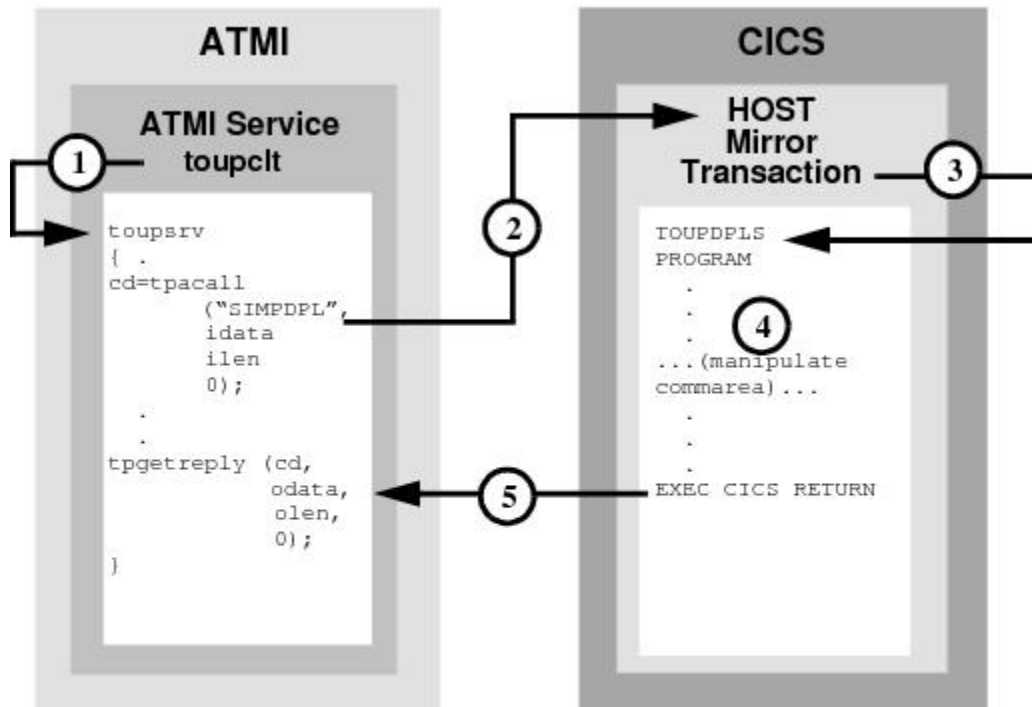 ATMI
ATMI Service
toupclt
1
toupsrv
{ .
cd=tpacall
(“SIMPDPL”,
idata
ilen
0);
.
.
tpgetreply (cd,
odata,
olen,
0);
}
2
CICS
HOST
Mirror
Transaction
3
TOUPDPLS
PROGRAM
.
.
.
4
...(manipulate
commarea)...
.
.
.
EXEC CICS RETURN
5